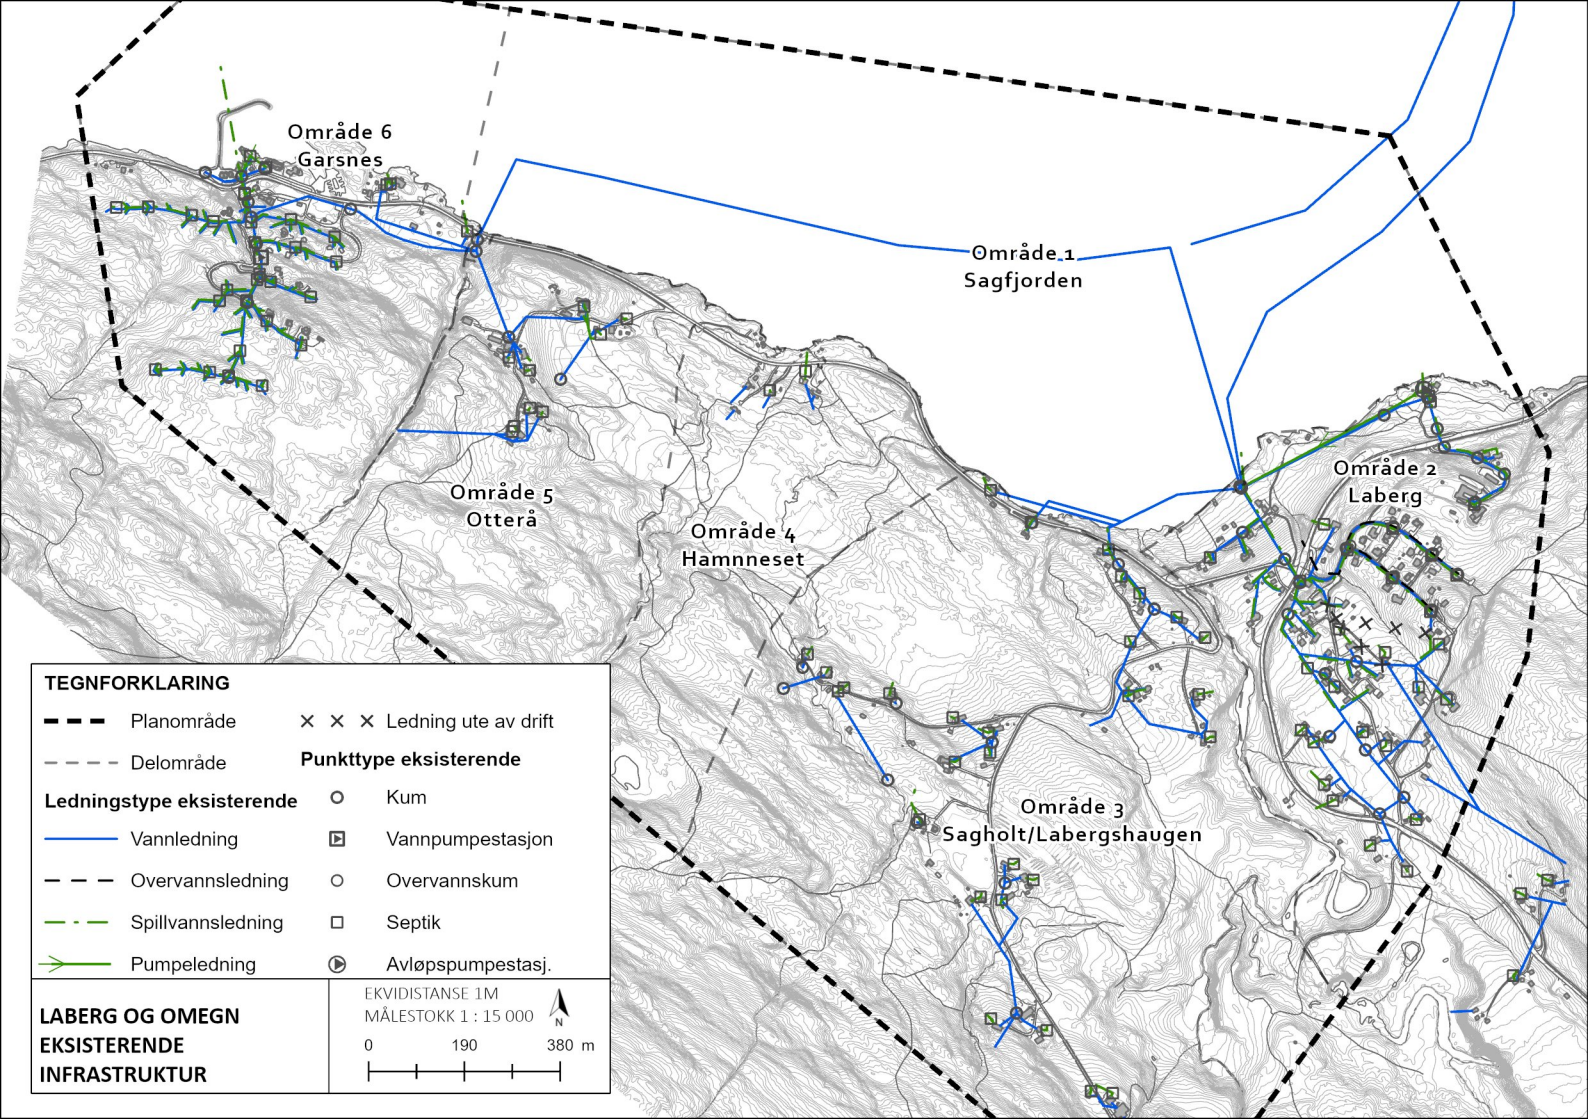 Område 6
Garsnes
Område 1
Sagfjorden
Område 2
Laberg
Område 5
Otterå
Område 4
Hamnneset
Område 3
Sagholt/Labergshaugen
TEGNFORKLARING
Planområde
Delområde
Ledningstype eksisterende
Vannledning
Overvannsledning
Spillvannsledning
Pumpeledning
Ledning ute av drift
Punkttype eksisterende
Kum
Vannpumpestasjon
Overvannskum
Septik
Avløpspumpestasj.
LABERG OG OMEGN
EKSISTERENDE
INFRASTRUKTUR
EKVIDISTANSE 1M
MÅLESTOKK 1 : 15 000
N
0 190 380 m